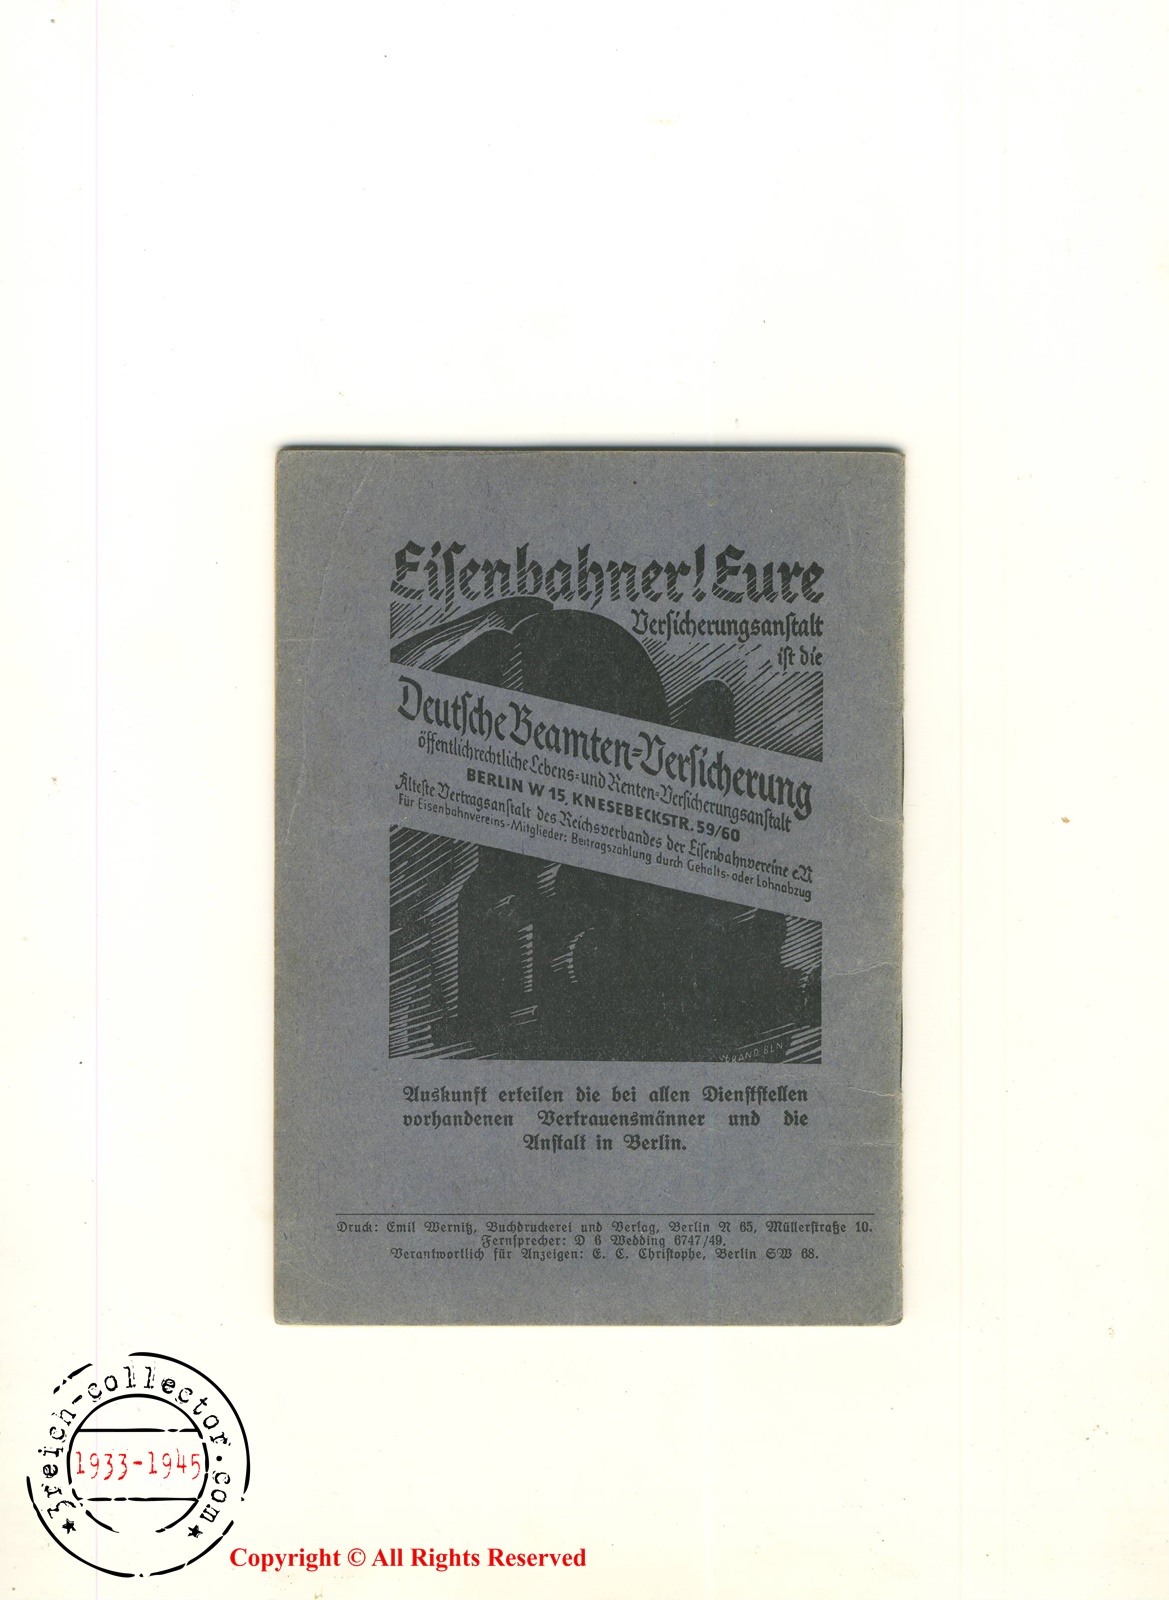 Eisenbahner! Eure
Versicherungsanstalt
ist die
Deutsche Beamten-Versicherung
öffentlichrechtliche Lebens- und Renten-Versicherungsanstalt
BERLIN W 15, KNESEBECKSTR. 59/60
Älteste Vertragsanstalt des Reichsverbandes der Eisenbahnvereine e.V.
Für Eisenbahnvereins-Mitglieder: Beitragszahlung durch Gehalts- oder Lohnabzug
Auskunft erteilen die bei allen Dienststellen
vorhandenen Vertrauensmänner und die
Anstalt in Berlin.
Druck: Emil Wernitz, Buchdruckerei und Verlag, Berlin N 65, Müllerstraße 10.
Fernsprecher: D 6 Wedding 6747/49.
Verantwortlich für Anzeigen: E. C. Christophe, Berlin SW 68.
3reich-collector.com
1933-1945
Copyright © All Rights Reserved